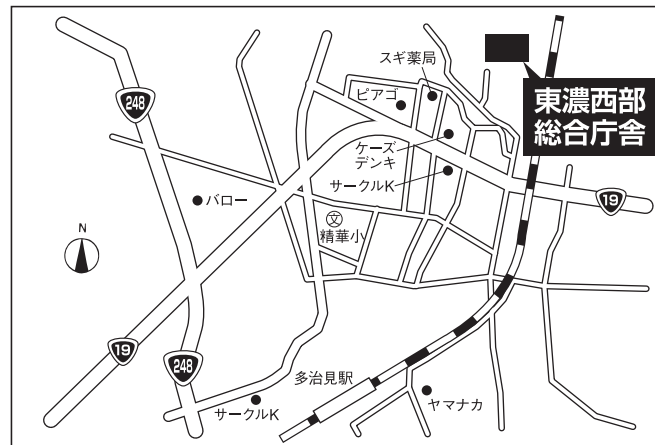 スギ薬局
ピアゴ
248
東濃西部
総合庁舎
ケーズ
デンキ
サークルK
19
バロー
文
精華小
N
19
248
多治見駅
サークルK
ヤマナカ